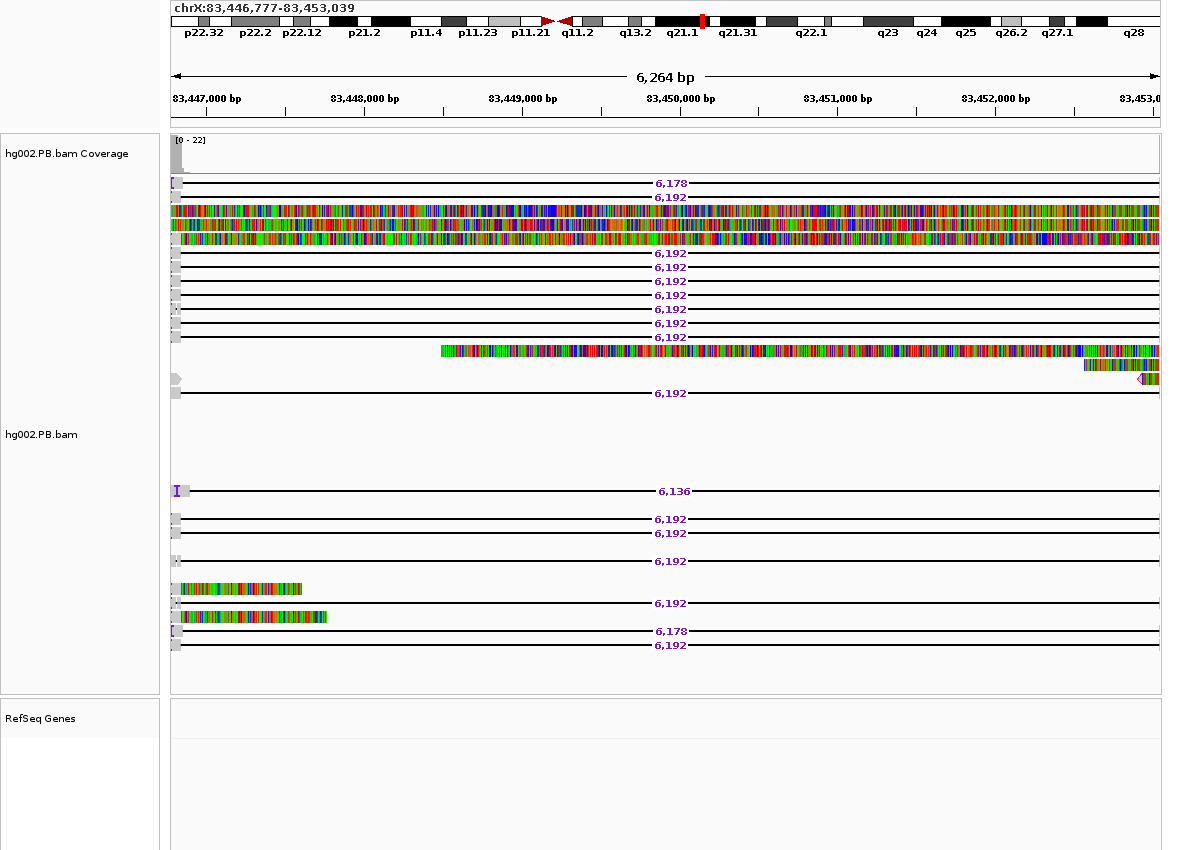 chrX:83,446,777-83,453,039
p22.32 p22.2 p22.12 p21.2 p11.4 p11.23 p11.21 q11.2 q13.2 q21.1 q21.31 q22.1 q23 q24 q25 q26.2 q27.1 q28
6,264 bp
83,447,000 bp 83,448,000 bp 83,449,000 bp 83,450,000 bp 83,451,000 bp 83,452,000 bp 83,453,0
[0 - 22]
hg002.PB.bam Coverage
6,178
6,192
6,192
6,192
6,192
6,192
6,192
6,192
6,192
6,192
hg002.PB.bam
6,136
6,192
6,192
6,192
6,192
6,178
6,192
RefSeq Genes